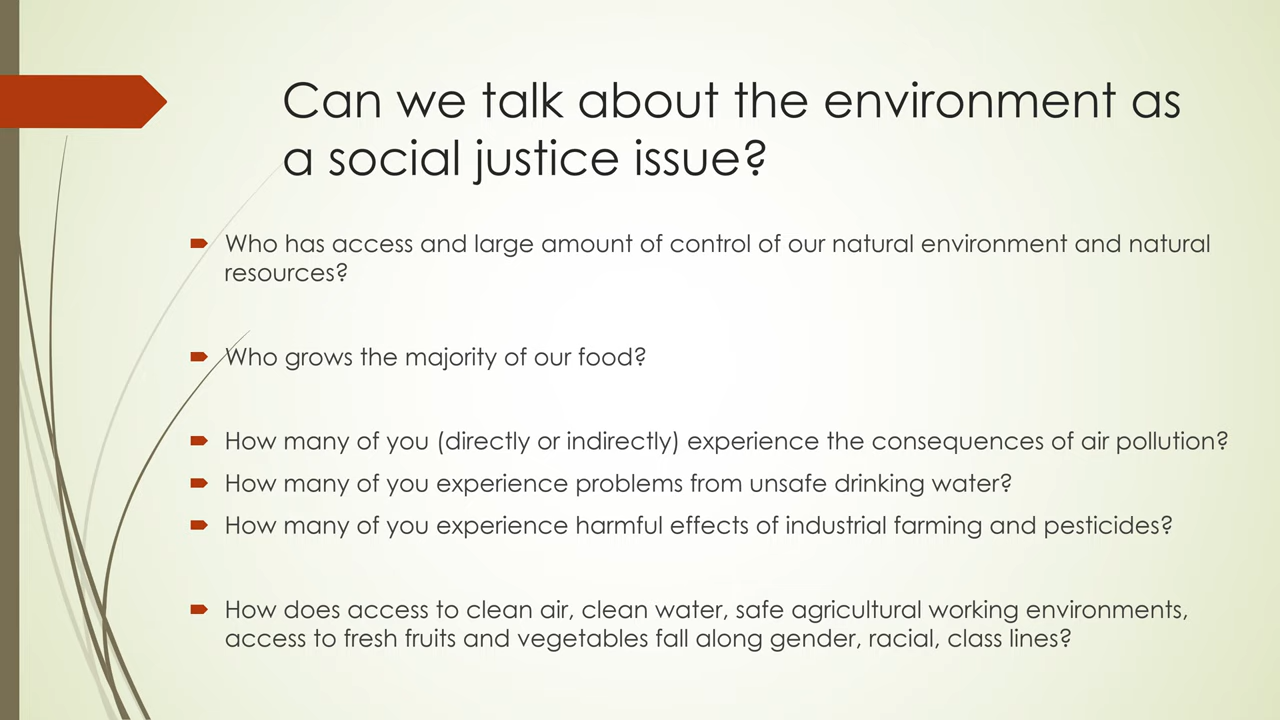 Can we talk about the environment as
a social justice issue?
Who has access and large amount of control of our natural environment and natural
resources?
Who grows the majority of our food?
How many of you (directly or indirectly) experience the consequences of air pollution?
How many of you experience problems from unsafe drinking water?
How many of you experience harmful effects of industrial farming and pesticides?
How does access to clean air, clean water, safe agricultural working environments,
access to fresh fruits and vegetables fall along gender, racial, class lines?